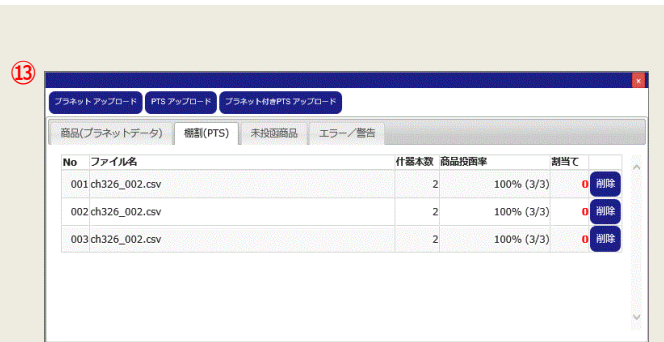 ⑬
×
プラネット アップロード PTS アップロード プラネット付きPTS アップロード
商品(プラネットデータ) 棚割(PTS) 未投函商品 エラー／警告
No ファイル名 什器本数 商品投函率 割当て
001 ch326_002.csv 2 100% (3/3) 0 削除
002 ch326_002.csv 2 100% (3/3) 0 削除
003 ch326_002.csv 2 100% (3/3) 0 削除